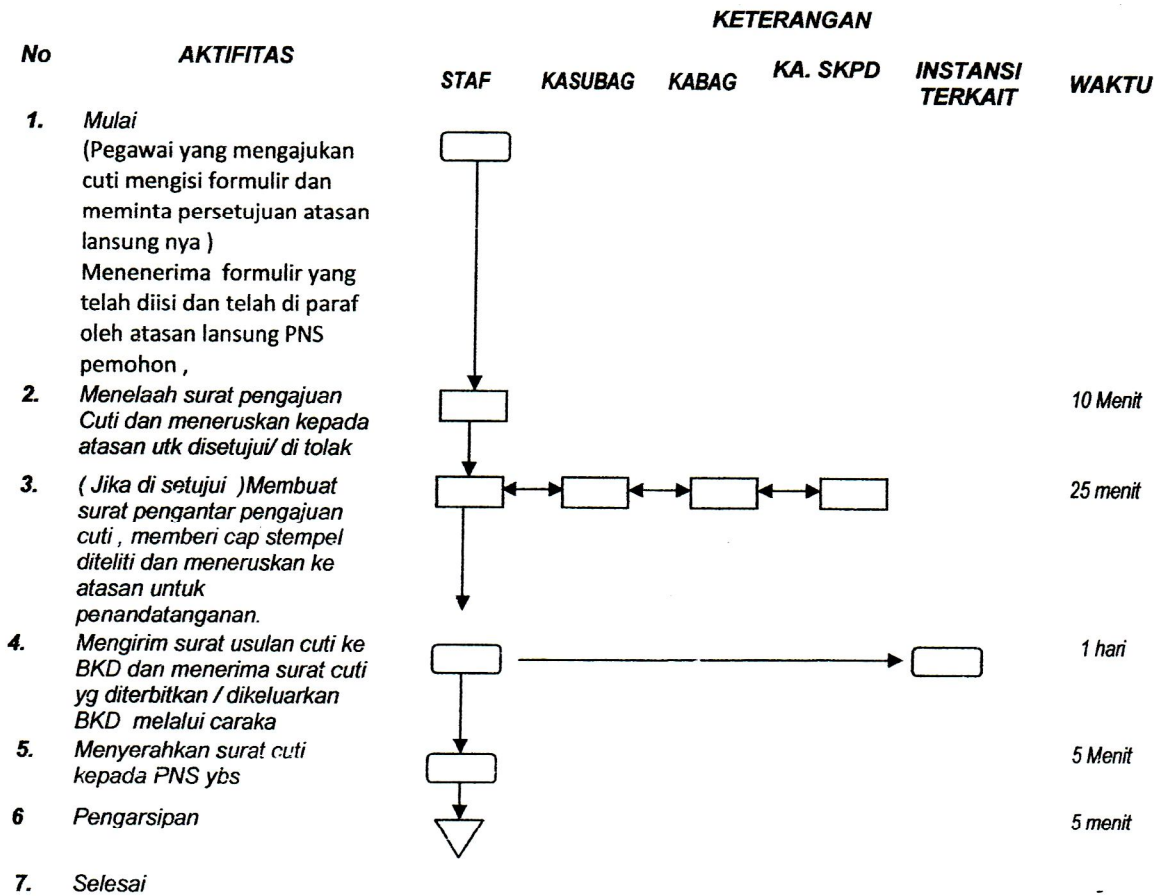 KETERANGAN
No AKTIFITAS STAF KASUBAG KABAG KA. SKPD INSTANSI TERKAIT WAKTU
1. Mulai
(Pegawai yang mengajukan
cuti mengisi formulir dan
meminta persetujuan atasan
lansung nya )
Menenerima formulir yang
telah diisi dan telah di paraf
oleh atasan lansung PNS
pemohon ,
2. Menelaah surat pengajuan 10 Menit
Cuti dan meneruskan kepada
atasan utk disetujui/ di tolak
3. ( Jika di setujui )Membuat 25 menit
surat pengantar pengajuan
cuti , memberi cap stempel
diteliti dan meneruskan ke
atasan untuk
penandatanganan.
4. Mengirim surat usulan cuti ke 1 hari
BKD dan menerima surat cuti
yg diterbitkan / dikeluarkan
BKD melalui caraka
5. Menyerahkan surat cuti 5 Menit
kepada PNS ybs
6 Pengarsipan 5 menit
7. Selesai -